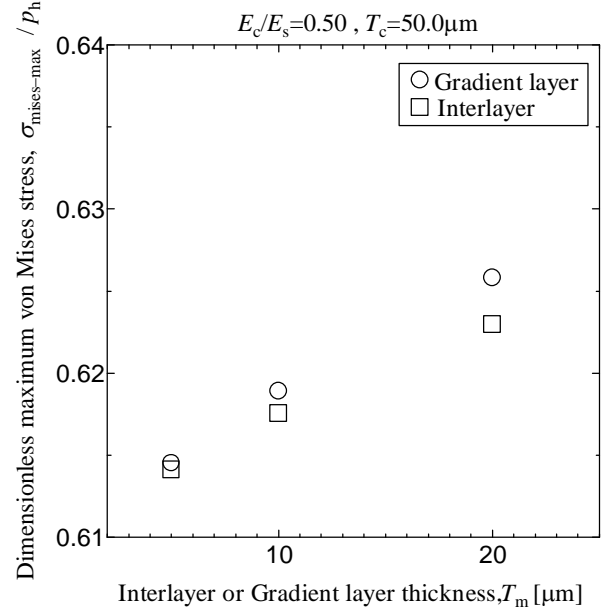 E_c/E_s=0.50 , T_c=50.0μm
Dimensionless maximum von Mises stress, σ_mises–max / p_h
0.64
0.63
0.62
0.61
Gradient layer
Interlayer
10
20
Interlayer or Gradient layer thickness,T_m [μm]